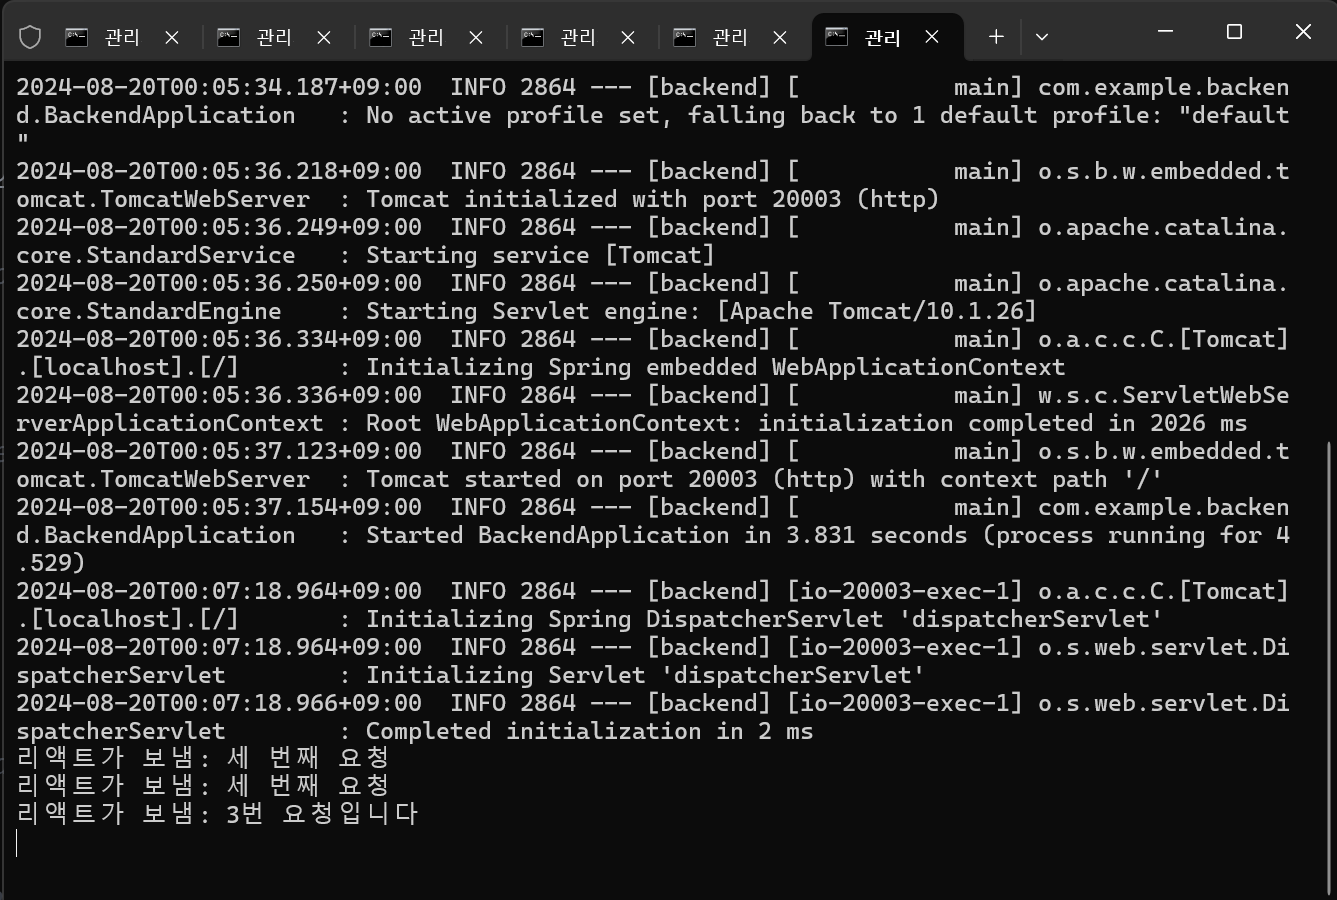 관리 관리 관리 관리 관리 관리
2024-08-20T00:05:34.187+09:00  INFO 2864 --- [backend] [           main] com.example.backen
d.BackendApplication   : No active profile set, falling back to 1 default profile: "default
"
2024-08-20T00:05:36.218+09:00  INFO 2864 --- [backend] [           main] o.s.b.w.embedded.t
omcat.TomcatWebServer  : Tomcat initialized with port 20003 (http)
2024-08-20T00:05:36.249+09:00  INFO 2864 --- [backend] [           main] o.apache.catalina.
core.StandardService   : Starting service [Tomcat]
2024-08-20T00:05:36.250+09:00  INFO 2864 --- [backend] [           main] o.apache.catalina.
core.StandardEngine    : Starting Servlet engine: [Apache Tomcat/10.1.26]
2024-08-20T00:05:36.334+09:00  INFO 2864 --- [backend] [           main] o.a.c.c.C.[Tomcat]
.[localhost].[/]       : Initializing Spring embedded WebApplicationContext
2024-08-20T00:05:36.336+09:00  INFO 2864 --- [backend] [           main] w.s.c.ServletWebSe
rverApplicationContext : Root WebApplicationContext: initialization completed in 2026 ms
2024-08-20T00:05:37.123+09:00  INFO 2864 --- [backend] [           main] o.s.b.w.embedded.t
omcat.TomcatWebServer  : Tomcat started on port 20003 (http) with context path '/'
2024-08-20T00:05:37.154+09:00  INFO 2864 --- [backend] [           main] com.example.backen
d.BackendApplication   : Started BackendApplication in 3.831 seconds (process running for 4
.529)
2024-08-20T00:07:18.964+09:00  INFO 2864 --- [backend] [io-20003-exec-1] o.a.c.c.C.[Tomcat]
.[localhost].[/]       : Initializing Spring DispatcherServlet 'dispatcherServlet'
2024-08-20T00:07:18.964+09:00  INFO 2864 --- [backend] [io-20003-exec-1] o.s.web.servlet.Di
spatcherServlet        : Initializing Servlet 'dispatcherServlet'
2024-08-20T00:07:18.966+09:00  INFO 2864 --- [backend] [io-20003-exec-1] o.s.web.servlet.Di
spatcherServlet        : Completed initialization in 2 ms
리액트가 보냄: 세 번째 요청
리액트가 보냄: 세 번째 요청
리액트가 보냄: 3번 요청입니다